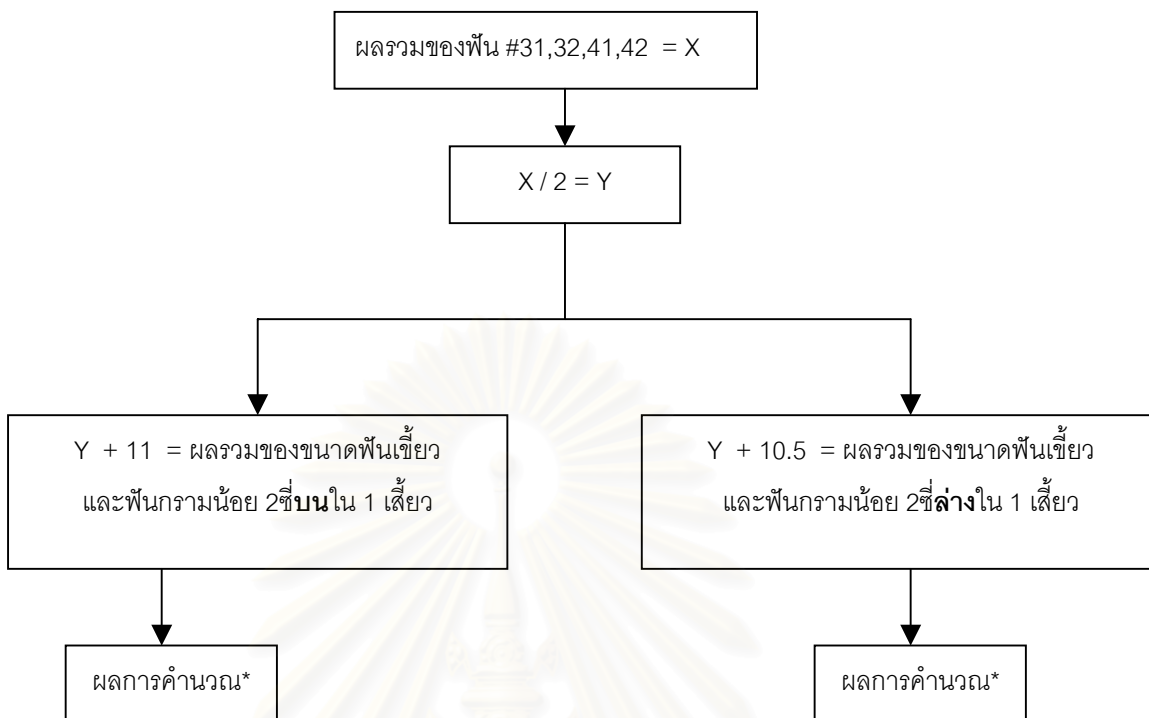 ผลรวมของฟัน #31,32,41,42 = X
X / 2 = Y
Y + 11 = ผลรวมของขนาดฟันเขี้ยว
และฟันกรามน้อย 2ซี่บนใน 1 เสี้ยว
Y + 10.5 = ผลรวมของขนาดฟันเขี้ยว
และฟันกรามน้อย 2ซี่ล่างใน 1 เสี้ยว
ผลการคำนวณ*
ผลการคำนวณ*